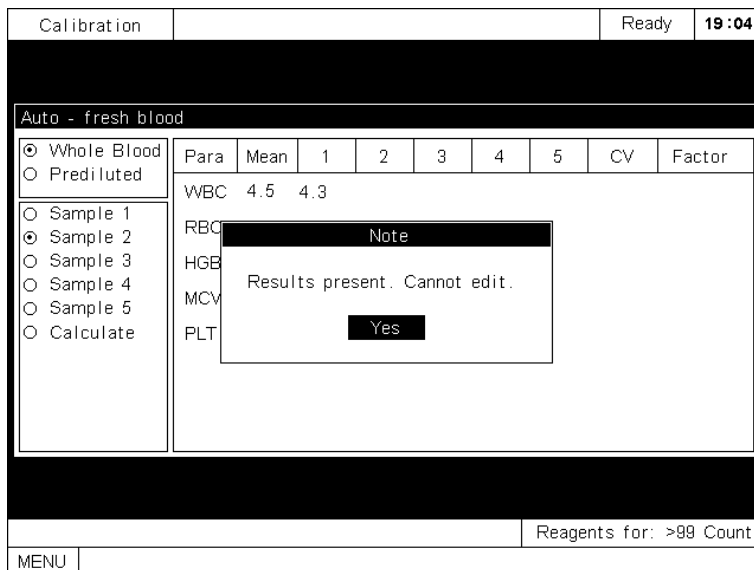 Calibration Ready 19:04
Auto - fresh blood
Whole Blood
Prediluted
Sample 1
Sample 2
Sample 3
Sample 4
Sample 5
Calculate
Para Mean 1 2 3 4 5 CV Factor
WBC 4.5 4.3
RBC
HGB
MCV
PLT
Note
Results present. Cannot edit.
Yes
Reagents for: >99 Count
MENU